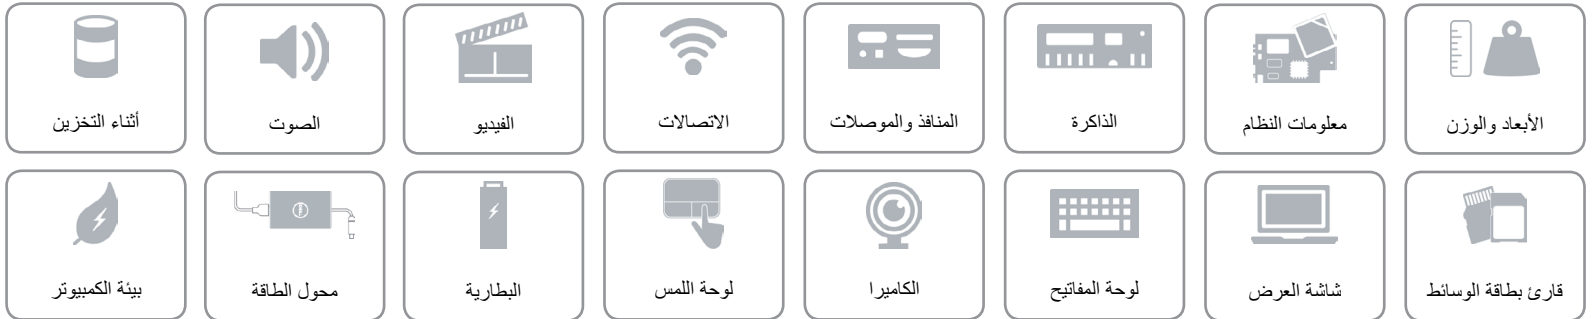 الأبعاد والوزن
معلومات النظام
الذاكرة
المنافذ والموصلات
الاتصالات
الفيديو
الصوت
أثناء التخزين
قارئ بطاقة الوسائط
شاشة العرض
لوحة المفاتيح
الكاميرا
لوحة اللمس
البطارية
محول الطاقة
بيئة الكمبيوتر